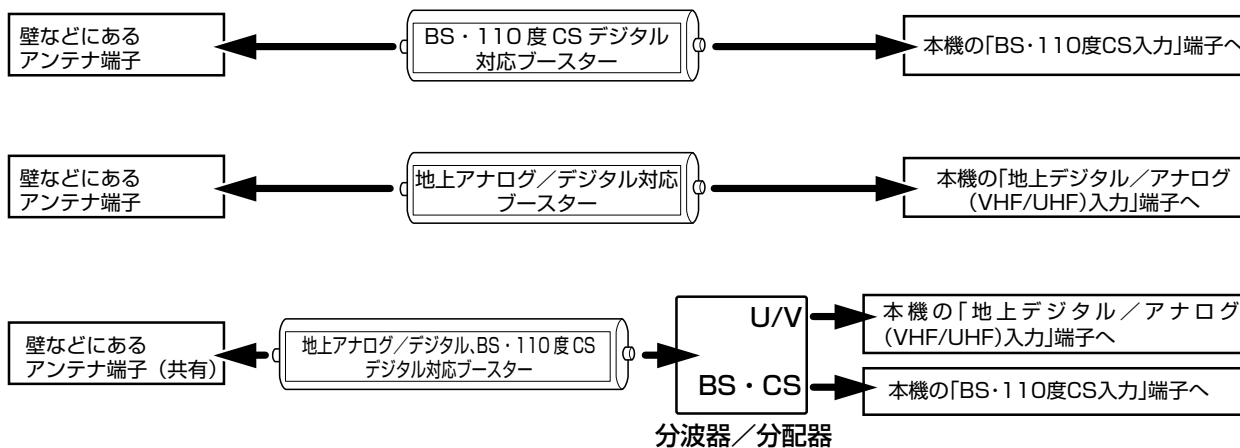 壁などにある
アンテナ端子
BS・110度CSデジタル
対応ブースター
本機の「BS・110度CS入力」端子へ
壁などにある
アンテナ端子
地上アナログ／デジタル対応
ブースター
本機の「地上デジタル／アナログ
(VHF/UHF)入力」端子へ
壁などにある
アンテナ端子（共有）
地上アナログ／デジタル、BS・110度CS
デジタル対応ブースター
U/V
BS・CS
分波器／分配器
本機の「地上デジタル／アナログ
(VHF/UHF)入力」端子へ
本機の「BS・110度CS入力」端子へ